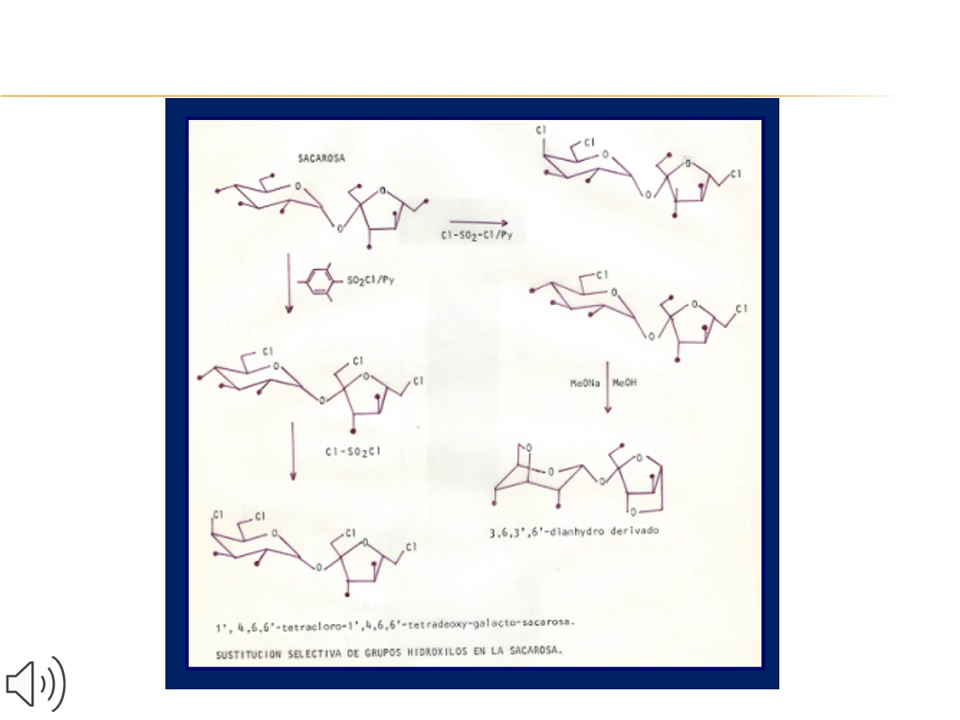 SACAROSA
Cl
Cl
O
O
O
Cl
O
O
O
Cl-SO2-Cl/Py
SO2Cl/Py
Cl
O
O
O
Cl
Cl
O
O
O
Cl
Cl
MeONa MeOH
Cl-SO2Cl
O
O
O
O
O
3,6,3',6'-dianhydro derivado
Cl
Cl
O
O
O
Cl
Cl
1', 4,6,6'-tetracloro-1',4,6,6'-tetradeoxy-galacto-sacarosa.
SUSTITUCION SELECTIVA DE GRUPOS HIDROXILOS EN LA SACAROSA.